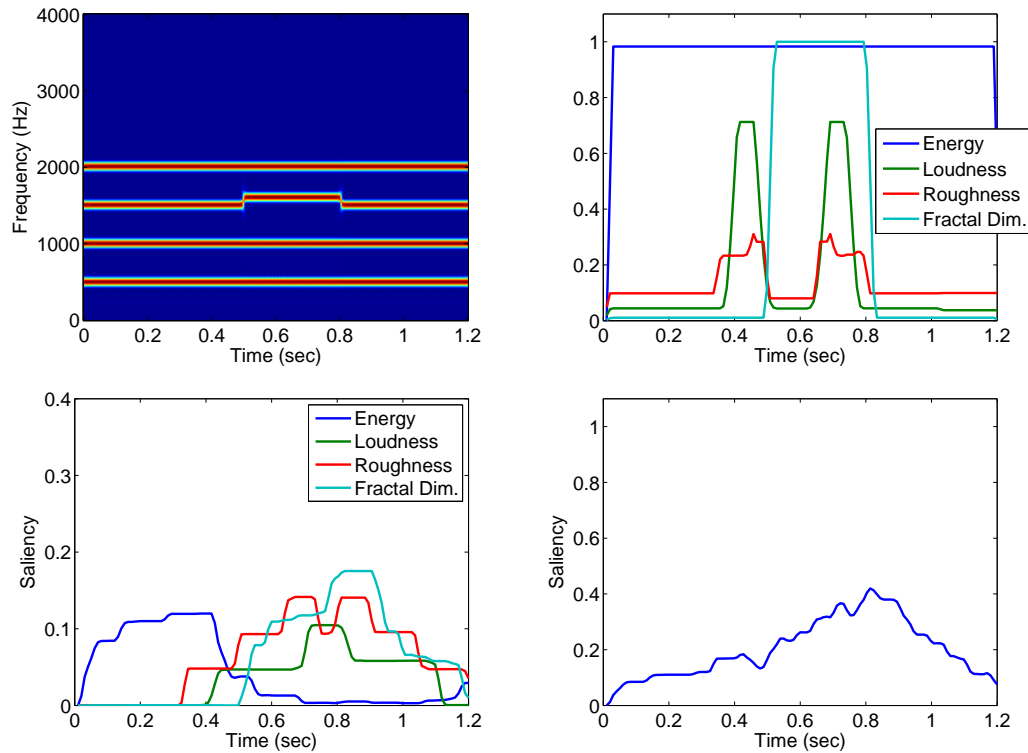 4000
3000
2000
1000
0
Frequency (Hz)
0 0.2 0.4 0.6 0.8 1 1.2
Time (sec)
1
0.8
0.6
0.4
0.2
0
Energy
Loudness
Roughness
Fractal Dim.
0 0.2 0.4 0.6 0.8 1 1.2
Time (sec)
0.4
0.3
0.2
0.1
0
Saliency
Energy
Loudness
Roughness
Fractal Dim.
0 0.2 0.4 0.6 0.8 1 1.2
Time (sec)
1
0.8
0.6
0.4
0.2
0
Saliency
0 0.2 0.4 0.6 0.8 1 1.2
Time (sec)